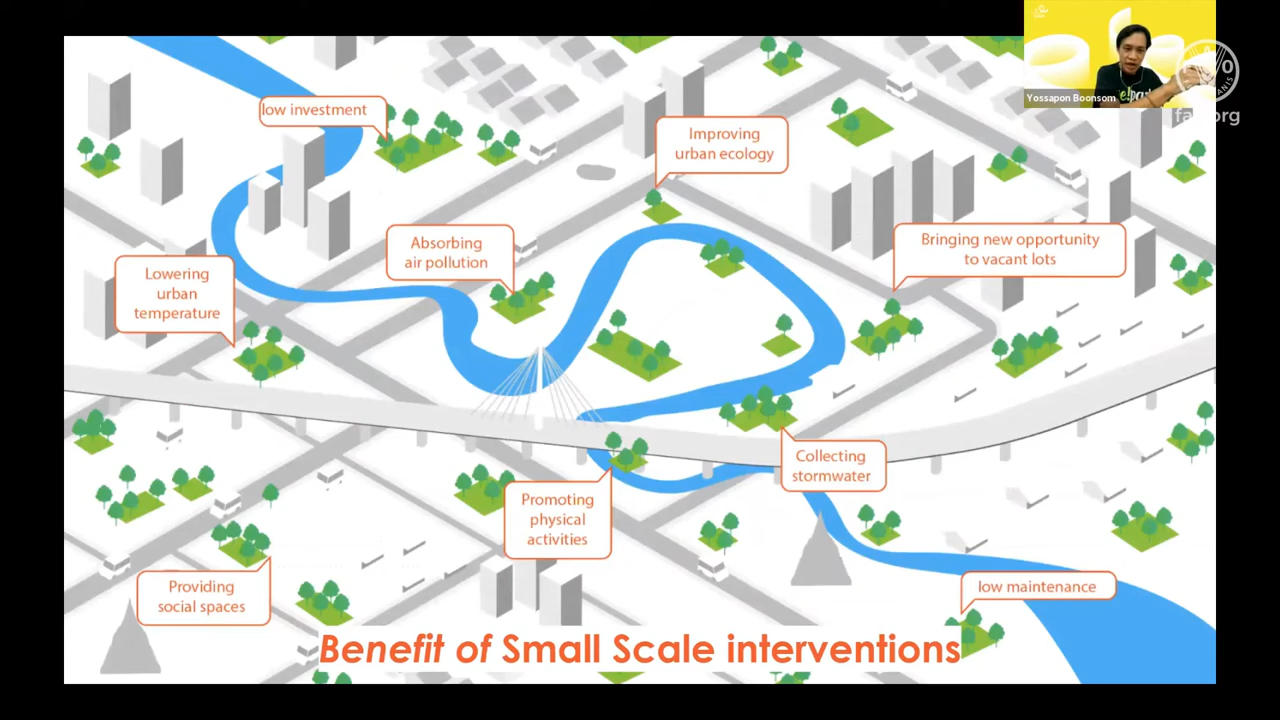 low investment
Improving
urban ecology
Absorbing
air pollution
Bringing new opportunity
to vacant lots
Lowering
urban
temperature
Collecting
stormwater
Promoting
physical
activities
Providing
social spaces
low maintenance
Benefit of Small Scale interventions
Yossapon Boonsom